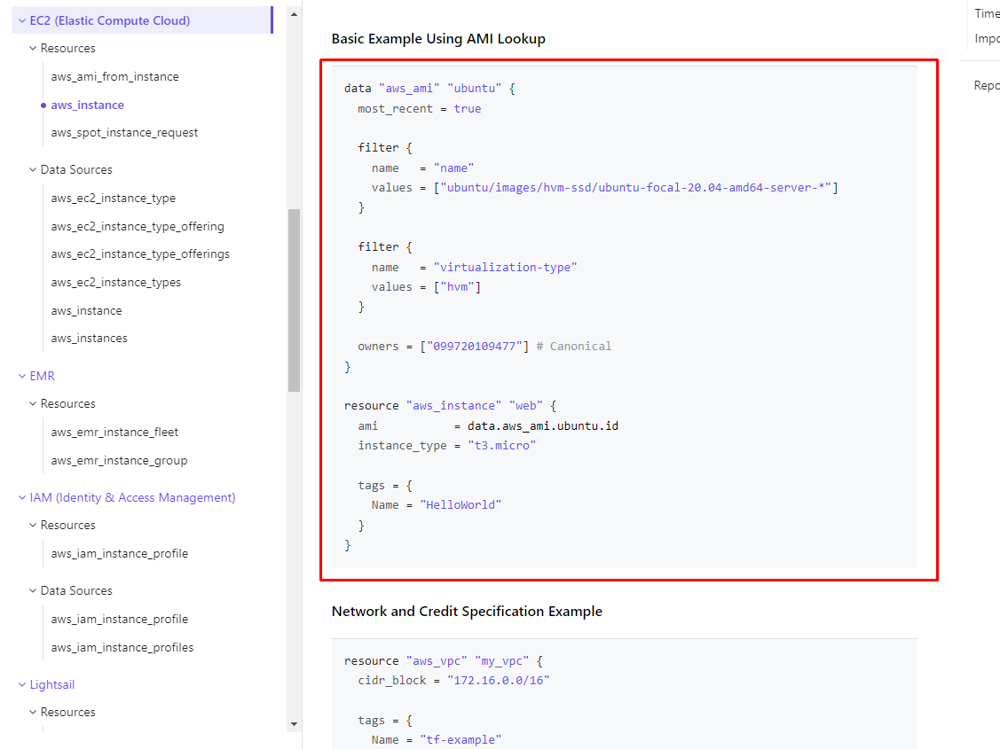 EC2 (Elastic Compute Cloud)
Resources
aws_ami_from_instance
aws_instance
aws_spot_instance_request
Data Sources
aws_ec2_instance_type
aws_ec2_instance_type_offering
aws_ec2_instance_type_offerings
aws_ec2_instance_types
aws_instance
aws_instances
EMR
Resources
aws_emr_instance_fleet
aws_emr_instance_group
IAM (Identity & Access Management)
Resources
aws_iam_instance_profile
Data Sources
aws_iam_instance_profile
aws_iam_instance_profiles
Lightsail
Resources
Basic Example Using AMI Lookup
data "aws_ami" "ubuntu" {
  most_recent = true

  filter {
    name   = "name"
    values = ["ubuntu/images/hvm-ssd/ubuntu-focal-20.04-amd64-server-*"]
  }

  filter {
    name   = "virtualization-type"
    values = ["hvm"]
  }

  owners = ["099720109477"] # Canonical
}

resource "aws_instance" "web" {
  ami           = data.aws_ami.ubuntu.id
  instance_type = "t3.micro"

  tags = {
    Name = "HelloWorld"
  }
}
Network and Credit Specification Example
resource "aws_vpc" "my_vpc" {
  cidr_block = "172.16.0.0/16"

  tags = {
    Name = "tf-example"
Time
Impo
Repo